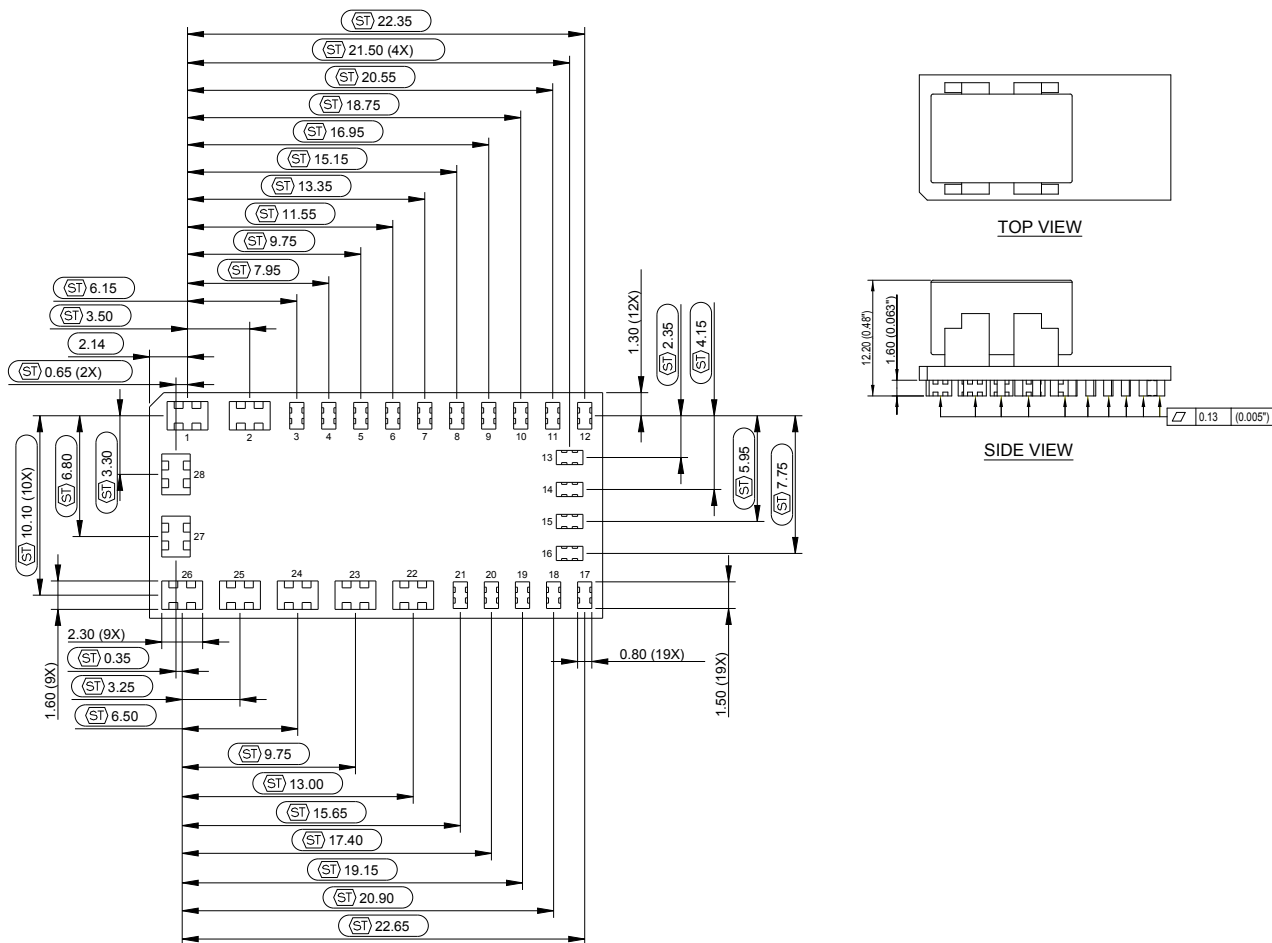 ST 22.35
ST 21.50 (4X)
ST 20.55
ST 18.75
ST 16.95
ST 15.15
ST 13.35
ST 11.55
ST 9.75
ST 7.95
ST 6.15
ST 3.50
2.14
ST 0.65 (2X)
1.30 (12X)
ST 2.35
ST 4.15
1 2 3 4 5 6 7 8 9 10 11 12
13
14
15
16
28
27
ST 10.10 (10X)
ST 6.80
ST 3.30
ST 5.95
ST 7.75
26 25 24 23 22 21 20 19 18 17
2.30 (9X)
1.60 (9X)
ST 0.35
ST 3.25
ST 6.50
0.80 (19X)
1.50 (19X)
ST 9.75
ST 13.00
ST 15.65
ST 17.40
ST 19.15
ST 20.90
ST 22.65
TOP VIEW
12.20 (0.48")
1.60 (0.063")
0.13 (0.005")
SIDE VIEW